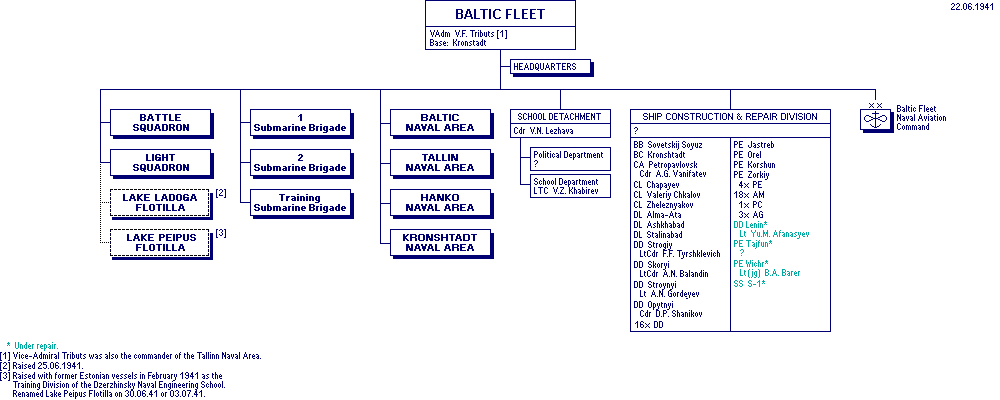 22.06.1941
BALTIC FLEET
VAdm V.F. Tributs [1]
Base: Kronstadt
HEADQUARTERS
BATTLE
SQUADRON
LIGHT
SQUADRON
LAKE LADOGA
FLOTILLA
[2]
LAKE PEIPUS
FLOTILLA
[3]
1
Submarine Brigade
2
Submarine Brigade
Training
Submarine Brigade
BALTIC
NAVAL AREA
TALLIN
NAVAL AREA
HANKO
NAVAL AREA
KRONSHTADT
NAVAL AREA
SCHOOL DETACHMENT
Cdr V.N. Lezhava
Political Department
?
School Department
LTC V.Z. Khabirev
SHIP CONSTRUCTION & REPAIR DIVISION
?
BB Sovetskij Soyuz
BC Kronshtadt
CA Petropavlovsk
Cdr A.G. Vanifatev
CL Chapayev
CL Valeriy Chkalov
CL Zheleznyakov
DL Alma-Ata
DL Ashkhabad
DL Stalinabad
DD Strogiy
LtCdr F.F. Tyrshklevich
DD Skoryi
LtCdr A.N. Balandin
DD Stroynyi
Lt A.N. Gordeyev
DD Opytnyi
Cdr D.P. Shanikov
16x DD
PE Jastreb
PE Orel
PE Korshun
PE Zorkiy
4x PE
18x AM
1x PC
3x AG
DD Lenin*
Lt Yu.M. Afanasyev
PE Tajfun*
?
PE Wichr*
Lt(jg) B.A. Barer
SS S-1*
Baltic Fleet
Naval Aviation
Command
* Under repair.
[1] Vice-Admiral Tributs was also the commander of the Tallinn Naval Area.
[2] Raised 25.06.1941.
[3] Raised with former Estonian vessels in February 1941 as the
Training Division of the Dzerzhinsky Naval Engineering School.
Renamed Lake Peipus Flotilla on 30.06.41 or 03.07.41.